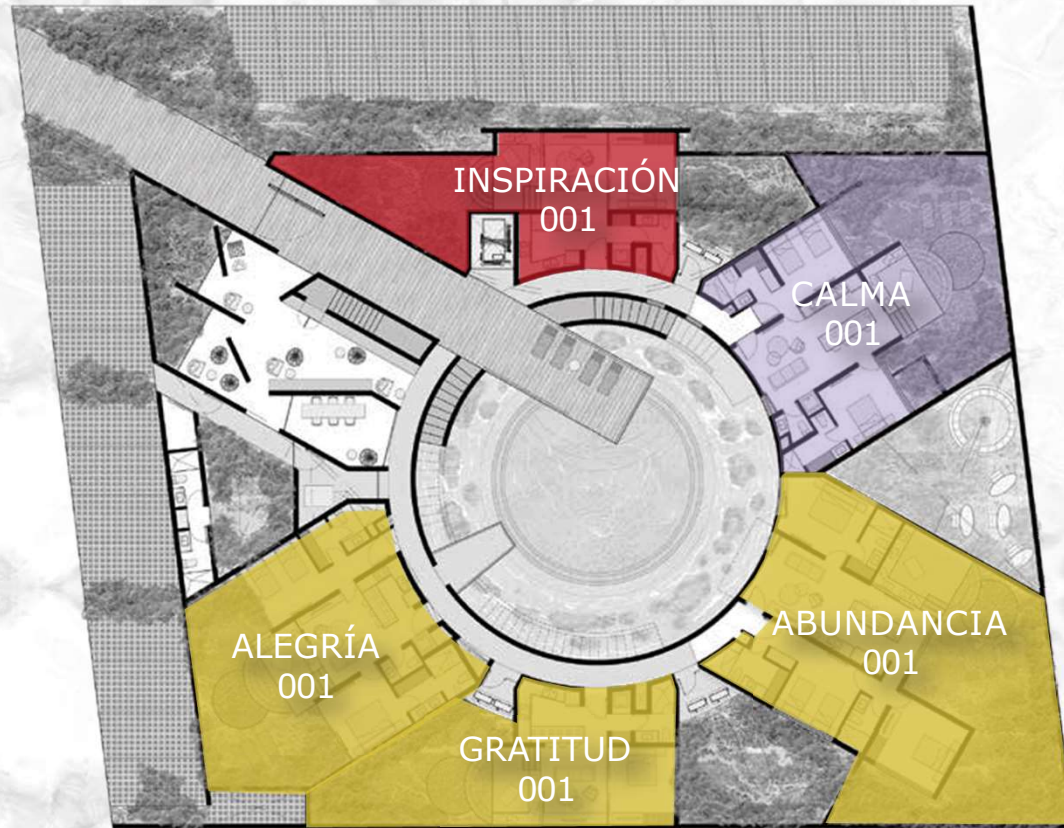 INSPIRACIÓN
001
CALMA
001
ALEGRÍA
001
ABUNDANCIA
001
GRATITUD
001